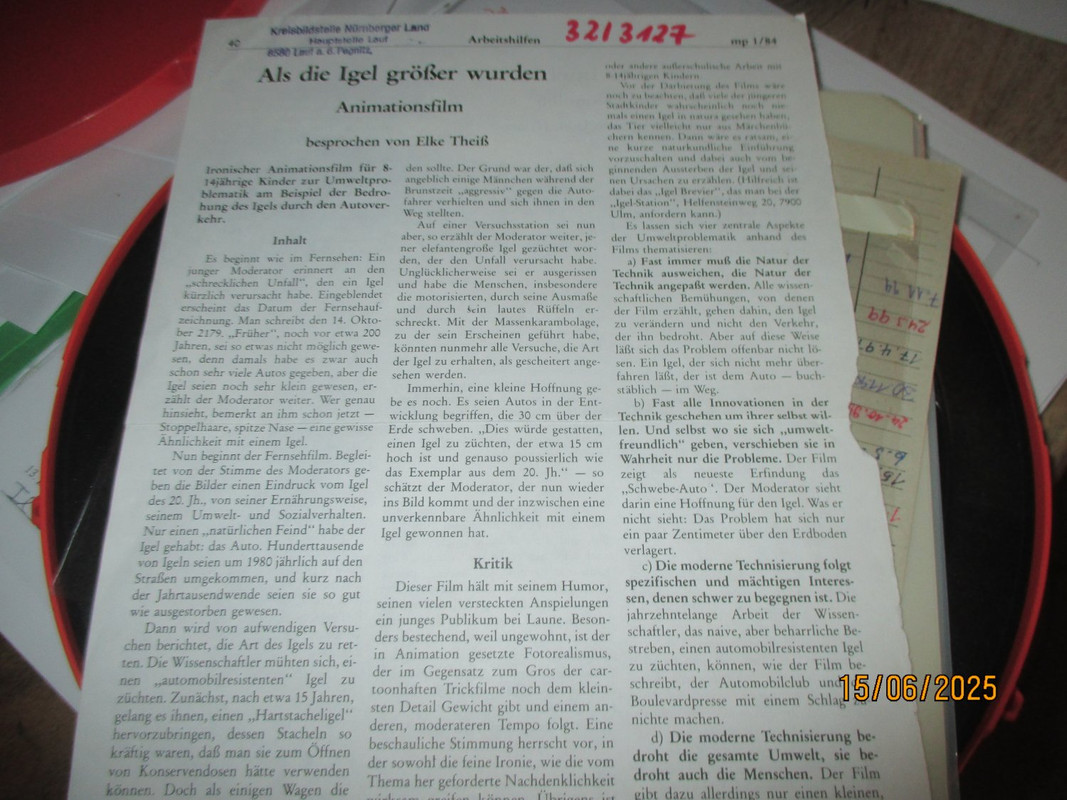 Kreisbildstelle Nürnberger Land
Hauptstelle Lauf
8560 Lauf a. d. Pegnitz,
40
Arbeitshilfen
32/3127
mp 1/84
Als die Igel größer wurden
Animationsfilm
besprochen von Elke Theiß
Ironischer Animationsfilm für 8-
14jährige Kinder zur Umweltpro-
blematik am Beispiel der Bedro-
hung des Igels durch den Autover-
kehr.
Inhalt
Es beginnt wie im Fernsehen: Ein
junger Moderator erinnert an den
„schrecklichen Unfall“, den ein Igel
kürzlich verursacht habe. Eingeblendet
erscheint das Datum der Fernsehauf-
zeichnung. Man schreibt den 14. Okto-
ber 2179. „Früher“, noch vor etwa 200
Jahren, sei so etwas nicht möglich gewe-
sen, denn damals habe es zwar auch
schon sehr viele Autos gegeben, aber die
Igel seien noch sehr klein gewesen, er-
zählt der Moderator weiter. Wer genau
hinsieht, bemerkt an ihm schon jetzt —
Stoppelhaare, spitze Nase — eine gewisse
Ähnlichkeit mit einem Igel.
Nun beginnt der Fernsehfilm. Beglei-
tet von der Stimme des Moderators ge-
ben die Bilder einen Eindruck vom Igel
des 20. Jh., von seiner Ernährungsweise,
seinem Umwelt- und Sozialverhalten.
Nur einen „natürlichen Feind“ habe der
Igel gehabt: das Auto. Hunderttausende
von Igeln seien um 1980 jährlich auf den
Straßen umgekommen, und kurz nach
der Jahrtausendwende seien sie so gut
wie ausgestorben gewesen.
Dann wird von aufwendigen Versu-
chen berichtet, die Art des Igels zu ret-
ten. Die Wissenschaftler mühten sich, ei-
nen „automobilresistenten“ Igel zu
züchten. Zunächst, nach etwa 15 Jahren,
gelang es ihnen, einen „Hartstacheligel“
hervorzubringen, dessen Stacheln so
kräftig waren, daß man sie zum Öffnen
von Konservendosen hätte verwenden
können. Doch als einigen Wagen die
den sollte. Der Grund war der, daß sich
angeblich einige Männchen während der
Brunstzeit „aggressiv“ gegen die Auto-
fahrer verhielten und sich ihnen in den
Weg stellten.
Auf einer Versuchsstation sei nun
aber, so erzählt der Moderator weiter, je-
ner elefantengroße Igel gezüchtet wor-
den, der den Unfall verursacht habe.
Unglücklicherweise sei er ausgerissen
und habe die Menschen, insbesondere
die motorisierten, durch seine Ausmaße
und durch sein lautes Rüffeln er-
schreckt. Mit der Massenkarambolage,
zu der sein Erscheinen geführt habe,
könnten nunmehr alle Versuche, die Art
der Igel zu erhalten, als gescheitert ange-
sehen werden.
Immerhin, eine kleine Hoffnung ge-
be es noch. Es seien Autos in der Ent-
wicklung begriffen, die 30 cm über der
Erde schweben. „Dies würde gestatten,
einen Igel zu züchten, der etwa 15 cm
hoch ist und genauso poussierlich wie
das Exemplar aus dem 20. Jh.“ — so
schätzt der Moderator, der nun wieder
ins Bild kommt und der inzwischen eine
unverkennbare Ähnlichkeit mit einem
Igel gewonnen hat.
Kritik
Dieser Film hält mit seinem Humor,
seinen vielen versteckten Anspielungen
ein junges Publikum bei Laune. Beson-
ders bestechend, weil ungewohnt, ist der
in Animation gesetzte Fotorealismus,
der im Gegensatz zum Gros der car-
toonhaften Trickfilme noch dem klein-
sten Detail Gewicht gibt und einem an-
deren, moderateren Tempo folgt. Eine
beschauliche Stimmung herrscht vor, in
der sowohl die feine Ironie, wie die vom
Thema her geforderte Nachdenklichkeit
wirksam greifen können. Übrigens ist
oder andere außerschulische Arbeit mit
8-14jährigen Kindern.
Vor der Darbietung des Films wäre
noch zu beachten, daß viele der jüngeren
Stadtkinder wahrscheinlich noch nie-
mals einen Igel in natura gesehen haben,
das Tier vielleicht nur aus Märchenbü-
chern kennen. Dann wäre es ratsam, ei-
ne kurze naturkundliche Einführung
vorzuschalten und dabei auch vom be-
ginnenden Aussterben der Igel und sei-
nen Ursachen zu erzählen. (Hilfreich ist
dabei das „Igel Brevier“, das man bei der
„Igel-Station“, Helfensteinweg 20, 7900
Ulm, anfordern kann.)
Es lassen sich vier zentrale Aspekte
der Umweltproblematik anhand des
Films thematisieren:
a) Fast immer muß die Natur der
Technik ausweichen, die Natur der
Technik angepaßt werden. Alle wissen-
schaftlichen Bemühungen, von denen
der Film erzählt, gehen dahin, den Igel
zu verändern und nicht den Verkehr,
der ihn bedroht. Aber auf diese Weise
läßt sich das Problem offenbar nicht lö-
sen. Ein Igel, der sich nicht mehr über-
fahren läßt, der ist dem Auto — buch-
stäblich — im Weg.
b) Fast alle Innovationen in der
Technik geschehen um ihrer selbst wil-
len. Und selbst wo sie sich „umwelt-
freundlich“ geben, verschieben sie in
Wahrheit nur die Probleme. Der Film
zeigt als neueste Erfindung das
„Schwebe-Auto“. Der Moderator sieht
darin eine Hoffnung für den Igel. Was er
nicht sieht: Das Problem hat sich nur
ein paar Zentimeter über den Erdboden
verlagert.
c) Die moderne Technisierung folgt
spezifischen und mächtigen Interes-
sen, denen schwer zu begegnen ist. Die
jahrzehntelange Arbeit der Wissen-
schaftler, das naive, aber beharrliche Be-
streben, einen automobilresistenten Igel
zu züchten, können, wie der Film be-
schreibt, der Automobilclub und
Boulevardpresse mit einem Schlag zu-
nichte machen.
d) Die moderne Technisierung be-
droht die gesamte Umwelt, sie be-
droht auch die Menschen. Der Film
gibt dazu allerdings nur einen kleinen,
7.11.94
24.3.99
15/06/2025